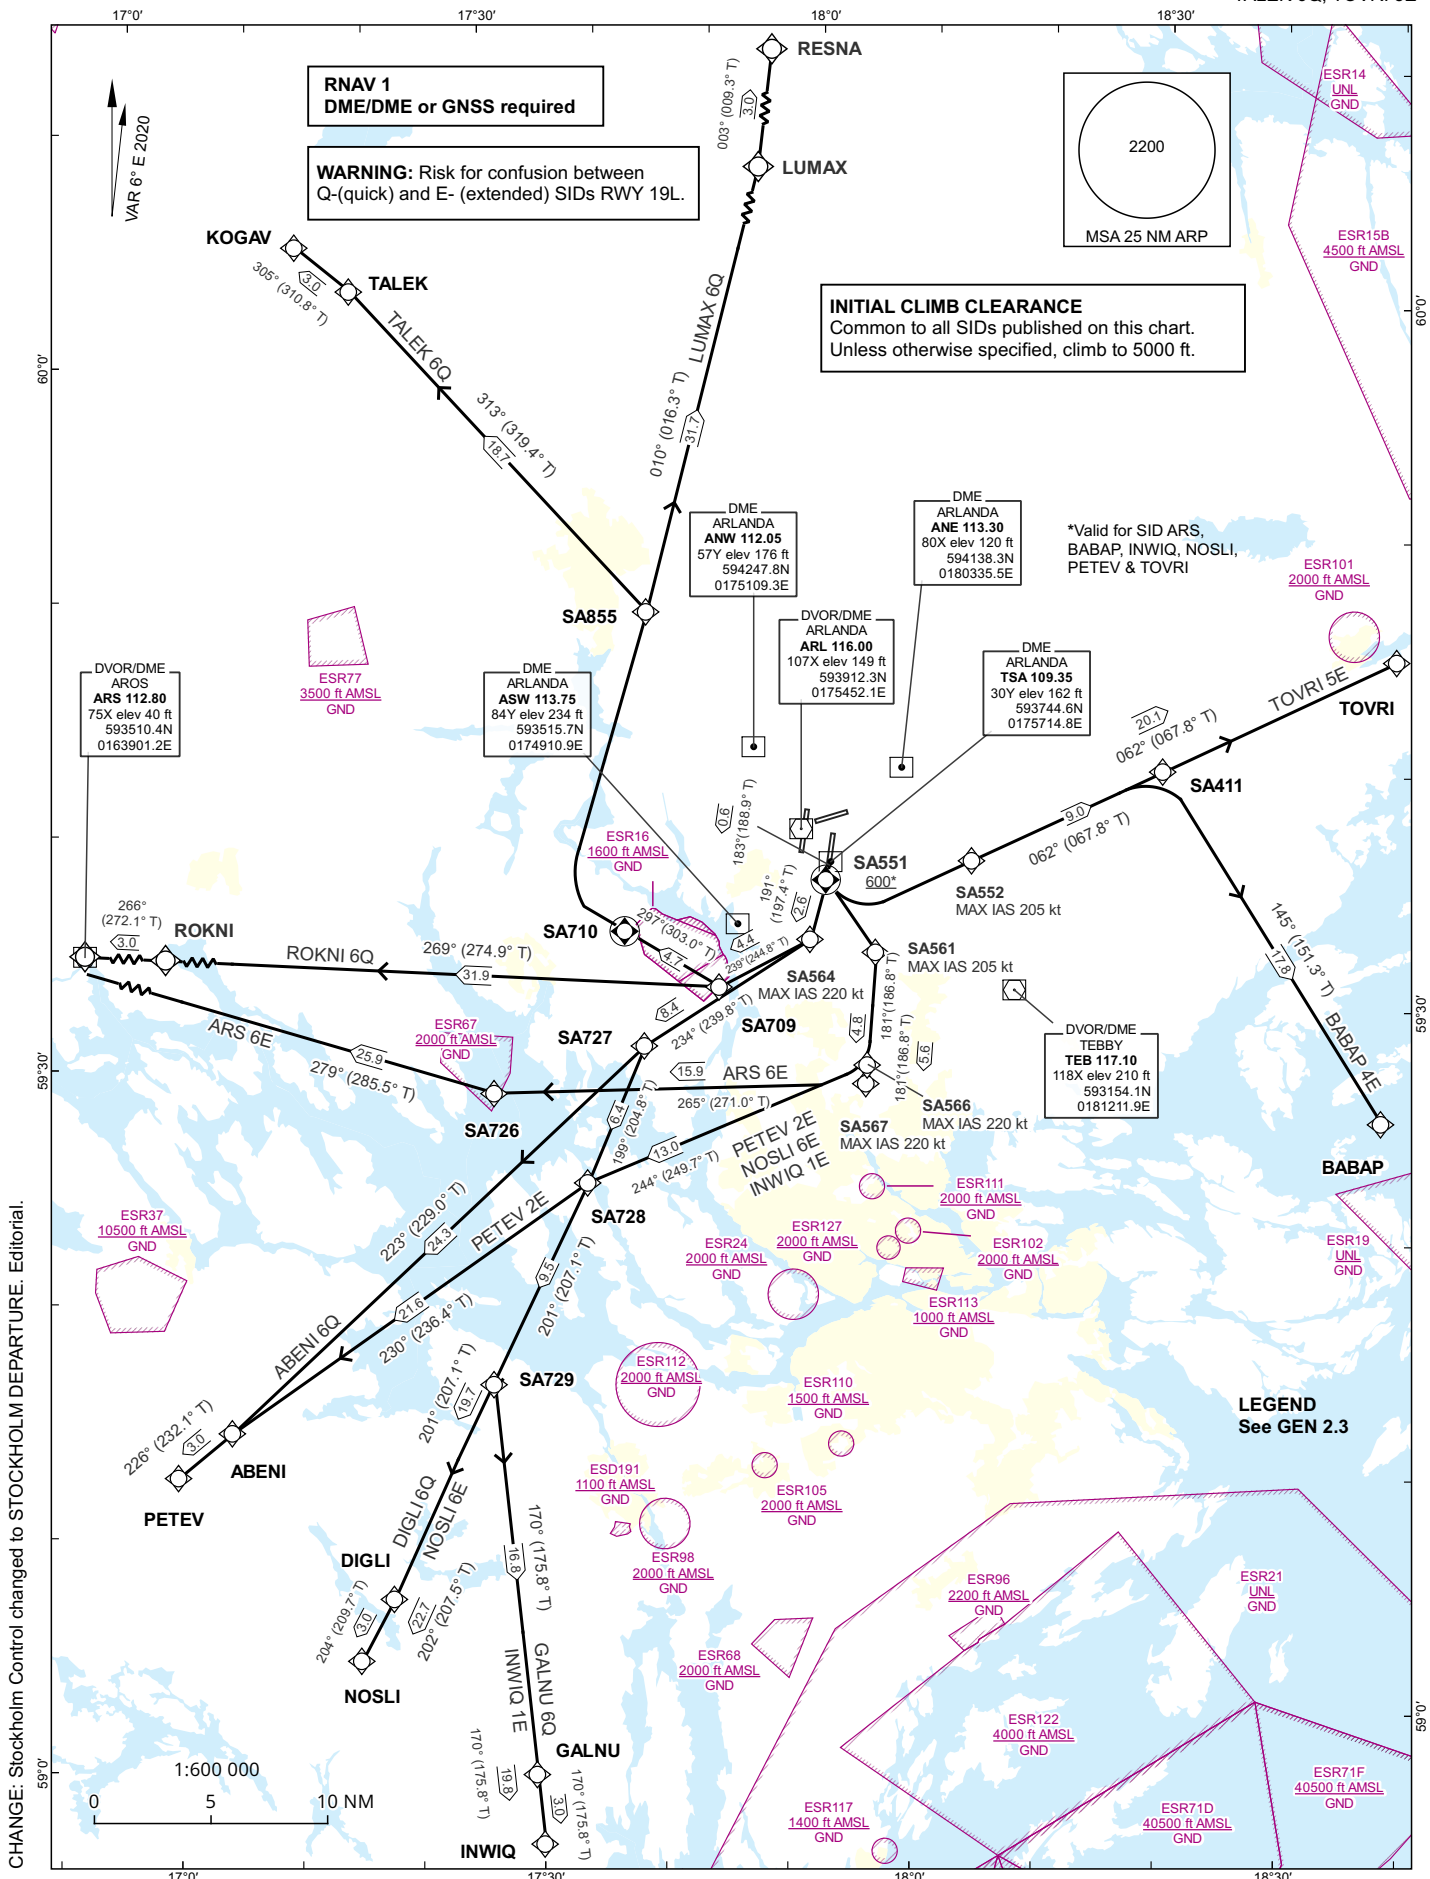 17°0′
17°30′
18°0′
18°30′
RNAV 1
DME/DME or GNSS required
WARNING: Risk for confusion between
Q-(quick) and E- (extended) SIDs RWY 19L.
VAR 6° E 2020
RESNA
003° (009.3° T)
3.0
LUMAX
2200
MSA 25 NM ARP
ESR14
UNL
GND
ESR15B
4500 ft AMSL
GND
KOGAV
TALEK
3.0
305° (310.8° T)
TALEK 6Q
313° (319.4° T)
18.7
LUMAX 6Q
010° (016.3° T)
31.7
INITIAL CLIMB CLEARANCE
Common to all SIDs published on this chart.
Unless otherwise specified, climb to 5000 ft.
60°0′
60°0′
DME
ARLANDA
ANW 112.05
57Y elev 176 ft
594247.8N
0175109.3E
DME
ARLANDA
ANE 113.30
80X elev 120 ft
594138.3N
0180335.5E
*Valid for SID ARS,
BABAP, INWIQ, NOSLI,
PETEV & TOVRI
ESR101
2000 ft AMSL
GND
SA855
DVOR/DME
ARLANDA
ARL 116.00
107X elev 149 ft
593912.3N
0175452.1E
DME
ARLANDA
TSA 109.35
30Y elev 162 ft
593744.6N
0175714.8E
DVOR/DME
AROS
ARS 112.80
75X elev 40 ft
593510.4N
0163901.2E
ESR77
3500 ft AMSL
GND
DME
ARLANDA
ASW 113.75
84Y elev 234 ft
593515.7N
0174910.9E
TOVRI 5E
TOVRI
20.1
062° (067.8° T)
SA411
9.0
062° (067.8° T)
0.6
183°(188.9° T)
ESR16
1600 ft AMSL
GND
SA551
600*
SA552
MAX IAS 205 kt
191°
(197.4° T)
2.6
145° (151.3° T)
17.8
BABAP 4E
BABAP
266°
(272.1° T)
3.0
ROKNI
ROKNI 6Q
269° (274.9° T)
31.9
SA710
297°(303.0° T)
4.7
4.4
239°(244.8° T)
SA564
MAX IAS 220 kt
SA561
MAX IAS 205 kt
SA709
8.4
234° (239.8° T)
SA727
181°(186.8° T)
4.8
181°(186.8° T)
5.6
59°30′
59°30′
DVOR/DME
TEBBY
TEB 117.10
118X elev 210 ft
593154.1N
0181211.9E
ARS 6E
25.9
279° (285.5° T)
ESR67
2000 ft AMSL
GND
SA726
15.9
ARS 6E
265° (271.0° T)
SA566
MAX IAS 220 kt
SA567
MAX IAS 220 kt
6.4
199° (204.8° T)
13.0
244° (249.7° T)
PETEV 2E
NOSLI 6E
INWIQ 1E
SA728
223° (229.0° T)
24.3
PETEV 2E
ESR37
10500 ft AMSL
GND
ESR111
2000 ft AMSL
GND
ESR127
2000 ft AMSL
GND
ESR24
2000 ft AMSL
GND
ESR102
2000 ft AMSL
GND
ESR19
UNL
GND
ESR113
1000 ft AMSL
GND
9.5
201° (207.1° T)
21.6
230° (236.4° T)
ABENI 6Q
SA729
ESR112
2000 ft AMSL
GND
ESR110
1500 ft AMSL
GND
LEGEND
See GEN 2.3
226° (232.1° T)
3.0
ABENI
PETEV
201° (207.1° T)
19.7
DIGLI 6Q
NOSLI 6E
ESD191
1100 ft AMSL
GND
ESR105
2000 ft AMSL
GND
ESR98
2000 ft AMSL
GND
170° (175.8° T)
16.8
DIGLI
204° (209.7° T)
3.0
22.7
202° (207.5° T)
NOSLI
ESR96
2200 ft AMSL
GND
ESR21
UNL
GND
ESR68
2000 ft AMSL
GND
GALNU 6Q
INWIQ 1E
GALNU
170°
(175.8° T)
19.8
3.0
170° (175.8° T)
INWIQ
ESR122
4000 ft AMSL
GND
ESR71F
40500 ft AMSL
GND
ESR71D
40500 ft AMSL
GND
ESR117
1400 ft AMSL
GND
59°0′
59°0′
1:600 000
0
5
10 NM
17°0′
17°30′
18°0′
18°30′
CHANGE: Stockholm Control changed to STOCKHOLM DEPARTURE. Editorial.